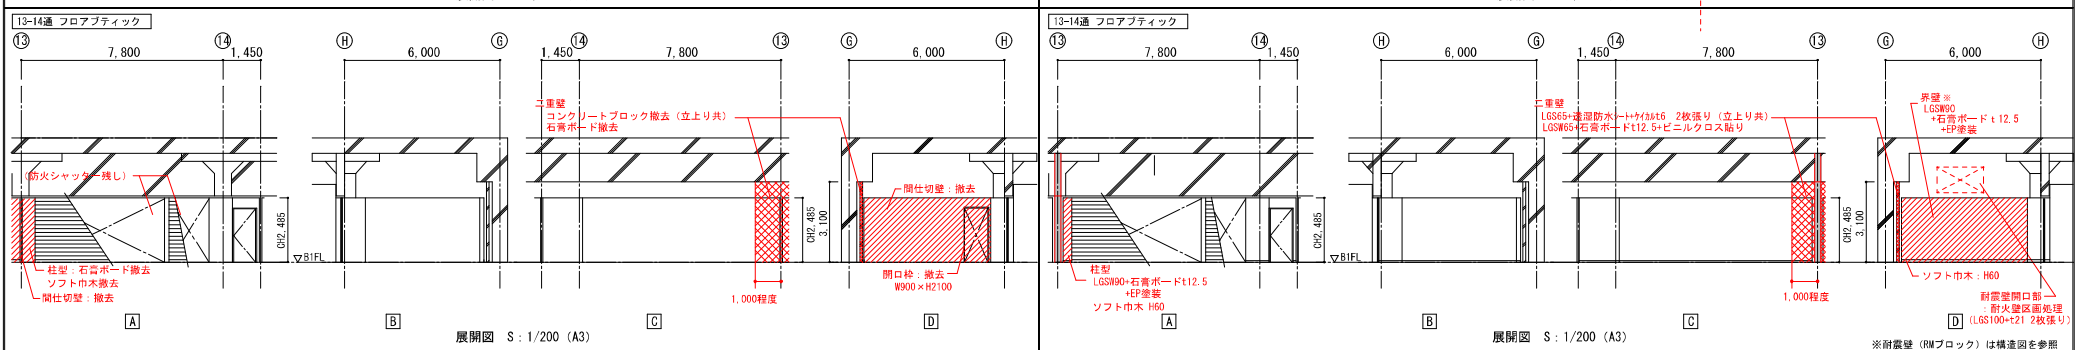 13-14通 フロアブティック
13
14
7,800
1,450
H
G
6,000
14
13
1,450
7,800
G
H
6,000
二重壁
コンクリートブロック撤去（立上り共）
石膏ボード撤去
（防火シャッター残し）
間仕切壁：撤去
CH2,485
CH2,485
3,100
▽B1FL
柱型：石膏ボード撤去
ソフト巾木撤去
間仕切壁：撤去
開口枠：撤去
W900×H2100
1,000程度
A
B
C
D
展開図　S：1/200（A3）
13-14通 フロアブティック
13
14
7,800
1,450
H
G
6,000
14
13
1,450
7,800
G
H
6,000
二重壁
LGS65+透湿防水シート+ケイカルt6　2枚張り（立上り共）
LGSW65+石膏ボードt12.5+ビニルクロス貼り
界壁※
LGSW90
+石膏ボードt12.5
+EP塗装
CH2,485
CH2,485
3,100
▽B1FL
柱型
LGSW90+石膏ボードt12.5
+EP塗装
ソフト巾木 H60
1,000程度
ソフト巾木：H60
耐震壁開口部
：耐火壁区画処理
（LGS100+t21 2枚張り）
A
B
C
D
展開図　S：1/200（A3）
※耐震壁（RMブロック）は構造図を参照